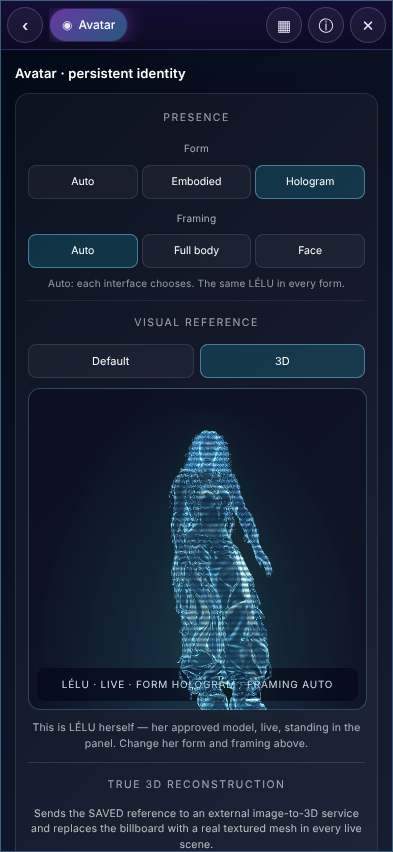 Avatar
Avatar · persistent identity
PRESENCE
Form
Auto
Embodied
Hologram
Framing
Auto
Full body
Face
Auto: each interface chooses. The same LÉLU in every form.
VISUAL REFERENCE
Default
3D
LÉLU · LIVE · FORM HOLOGRAM · FRAMING AUTO
This is LÉLU herself — her approved model, live, standing in the
panel. Change her form and framing above.
TRUE 3D RECONSTRUCTION
Sends the SAVED reference to an external image-to-3D service
and replaces the billboard with a real textured mesh in every live
scene.